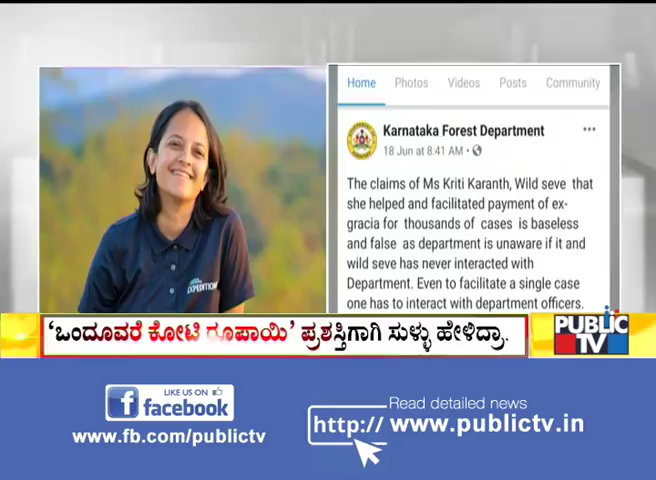 Home Photos Videos Posts Community
Karnataka Forest Department
18 Jun at 8:41 AM •
The claims of Ms Kriti Karanth, Wild seve that
she helped and facilitated payment of ex-
gracia for thousands of cases is baseless
and false as department is unaware if it and
wild seve has never interacted with
Department. Even to facilitate a single case
one has to interact with department officers.
EXPEDITION
‘ಒಂದೂವರೆ ಕೋಟಿ ರೂಪಾಯಿ’ ಪ್ರಶಸ್ತಿಗಾಗಿ ಸುಳ್ಳು ಹೇಳಿದ್ರಾ.
PUBLIC
TV
LIKE US ON
facebook
www.fb.com/publictv
Read detailed news
http:// www.publictv.in